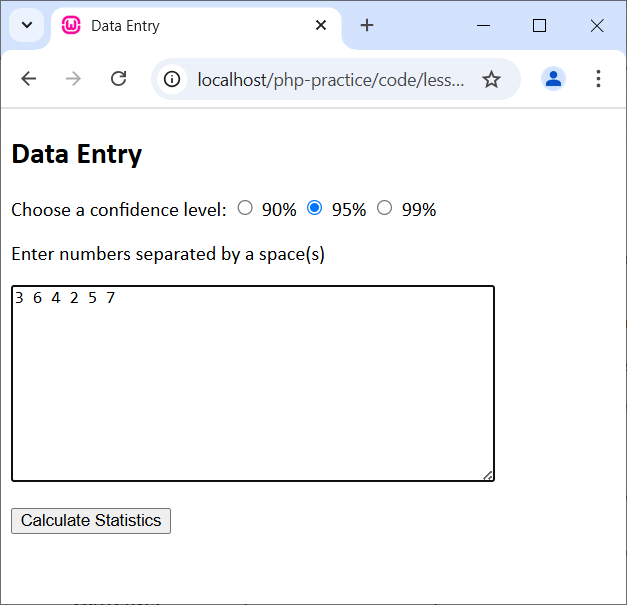 Data Entry
localhost/php-practice/code/less...
Data Entry
Choose a confidence level: 90% 95% 99%
Enter numbers separated by a space(s)
3 6 4 2 5 7
Calculate Statistics